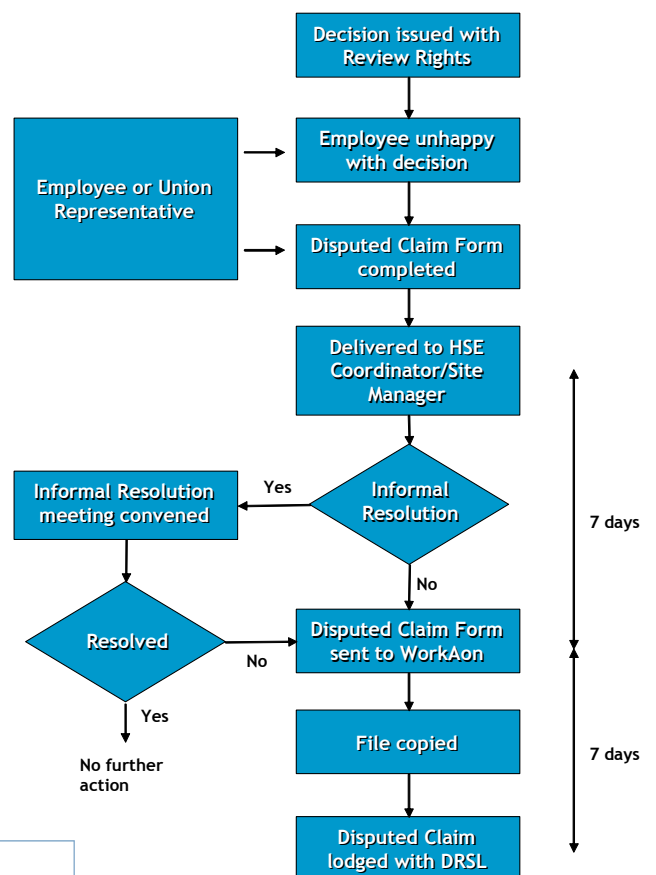 Decision issued with
Review Rights
Employee unhappy
with decision
Employee or Union
Representative
Disputed Claim Form
completed
Delivered to HSE
Coordinator/Site
Manager
Informal Resolution
meeting convened
Yes
Informal
Resolution
7 days
No
Resolved
No
Disputed Claim Form
sent to WorkAon
Yes
No further
action
File copied
7 days
Disputed Claim
lodged with DRSL